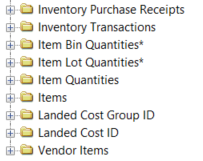 Inventory Purchase Receipts
Inventory Transactions
Item Bin Quantities*
Item Lot Quantities*
Item Quantities
Items
Landed Cost Group ID
Landed Cost ID
Vendor Items